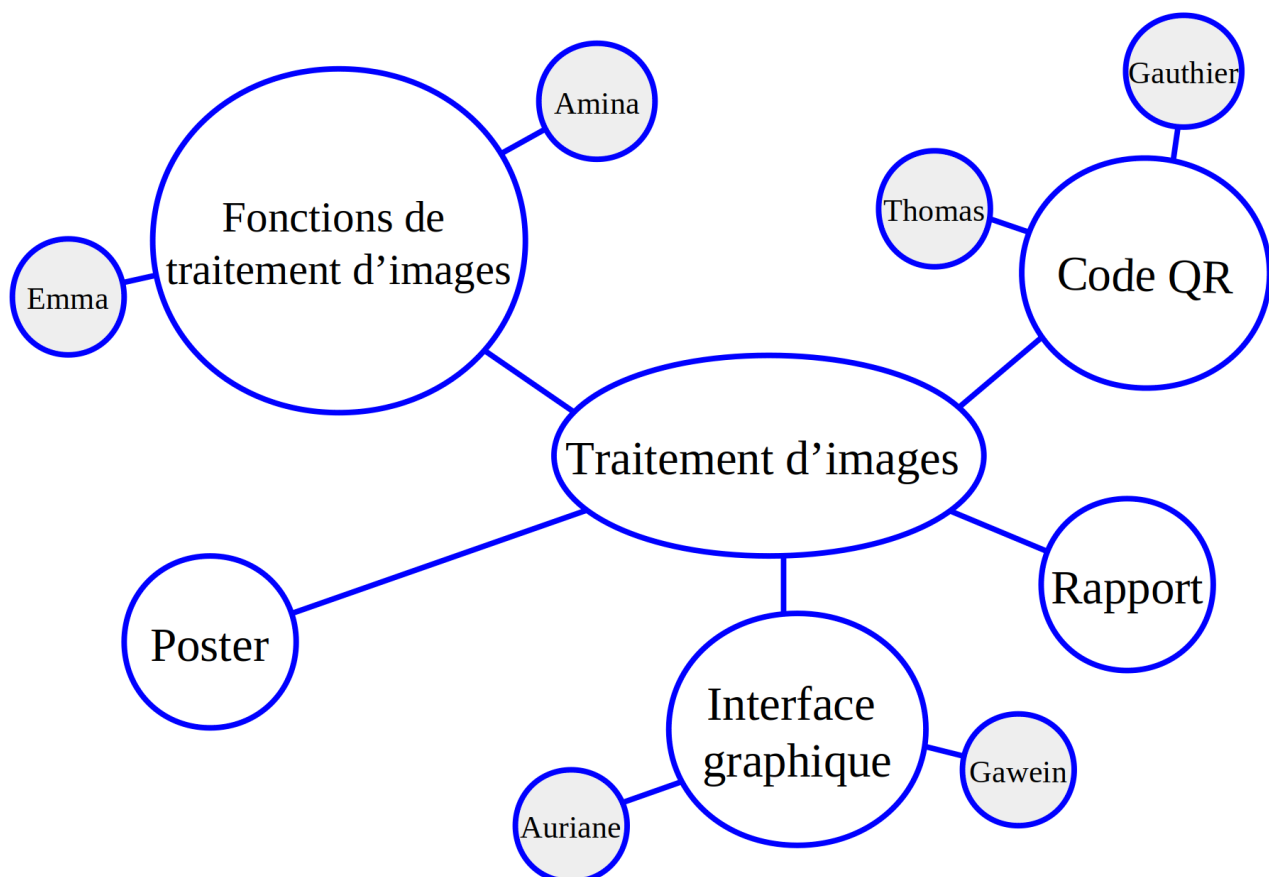 Gauthier
Amina
Thomas
Fonctions de
traitement d’images
Code QR
Emma
Traitement d’images
Rapport
Poster
Interface
graphique
Gawein
Auriane